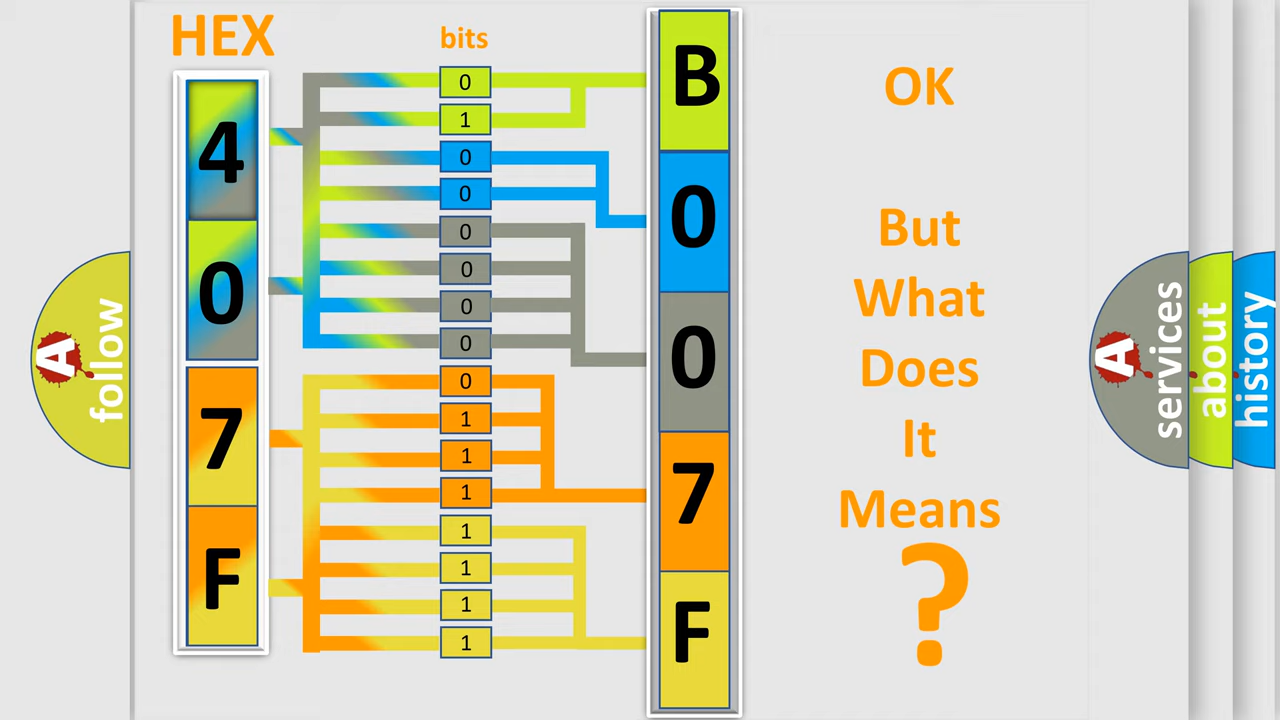 HEX
bits
4
0
7
F
0
1
0
0
0
0
0
0
0
1
1
1
1
1
1
1
B
0
0
7
F
OK
But
What
Does
It
Means
?
A
follow
A
services
about
history